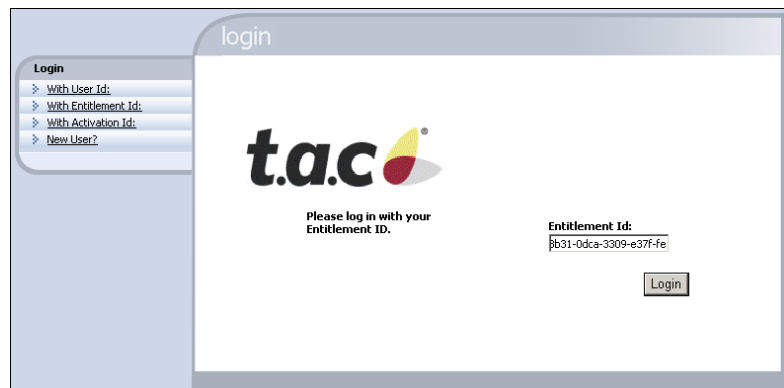 login
Login
With User Id:
With Entitlement Id:
With Activation Id:
New User?
t.a.c®
Please log in with your
Entitlement ID.
Entitlement Id:
3b31-0dca-3309-e37f-fe
Login